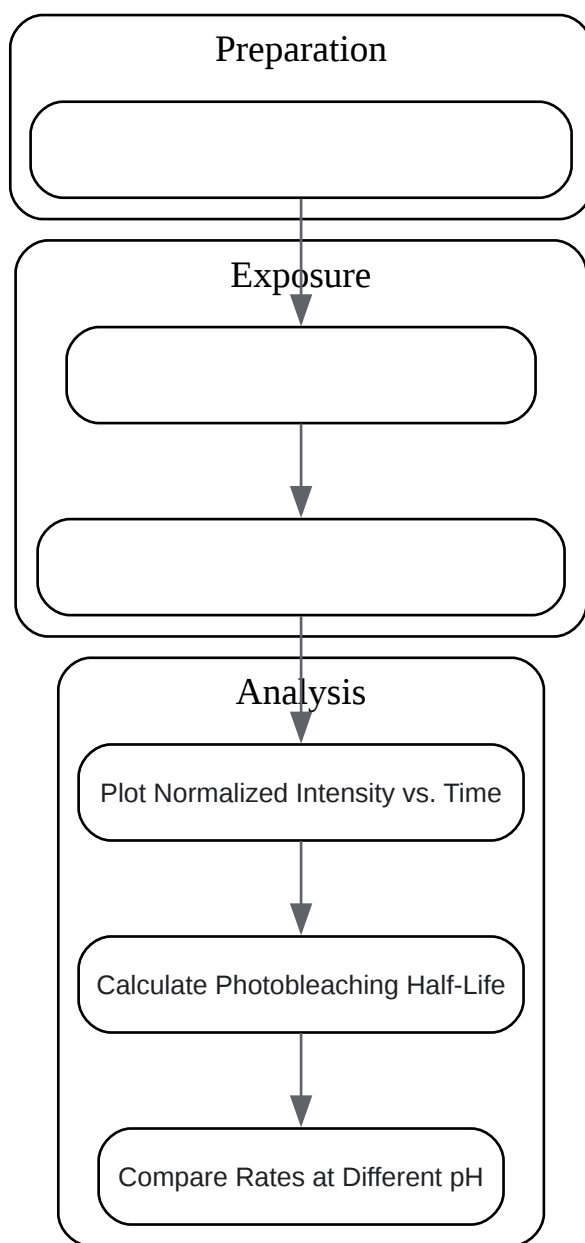 Preparation
Exposure
Analysis
Plot Normalized Intensity vs. Time
Calculate Photobleaching Half-Life
Compare Rates at Different pH